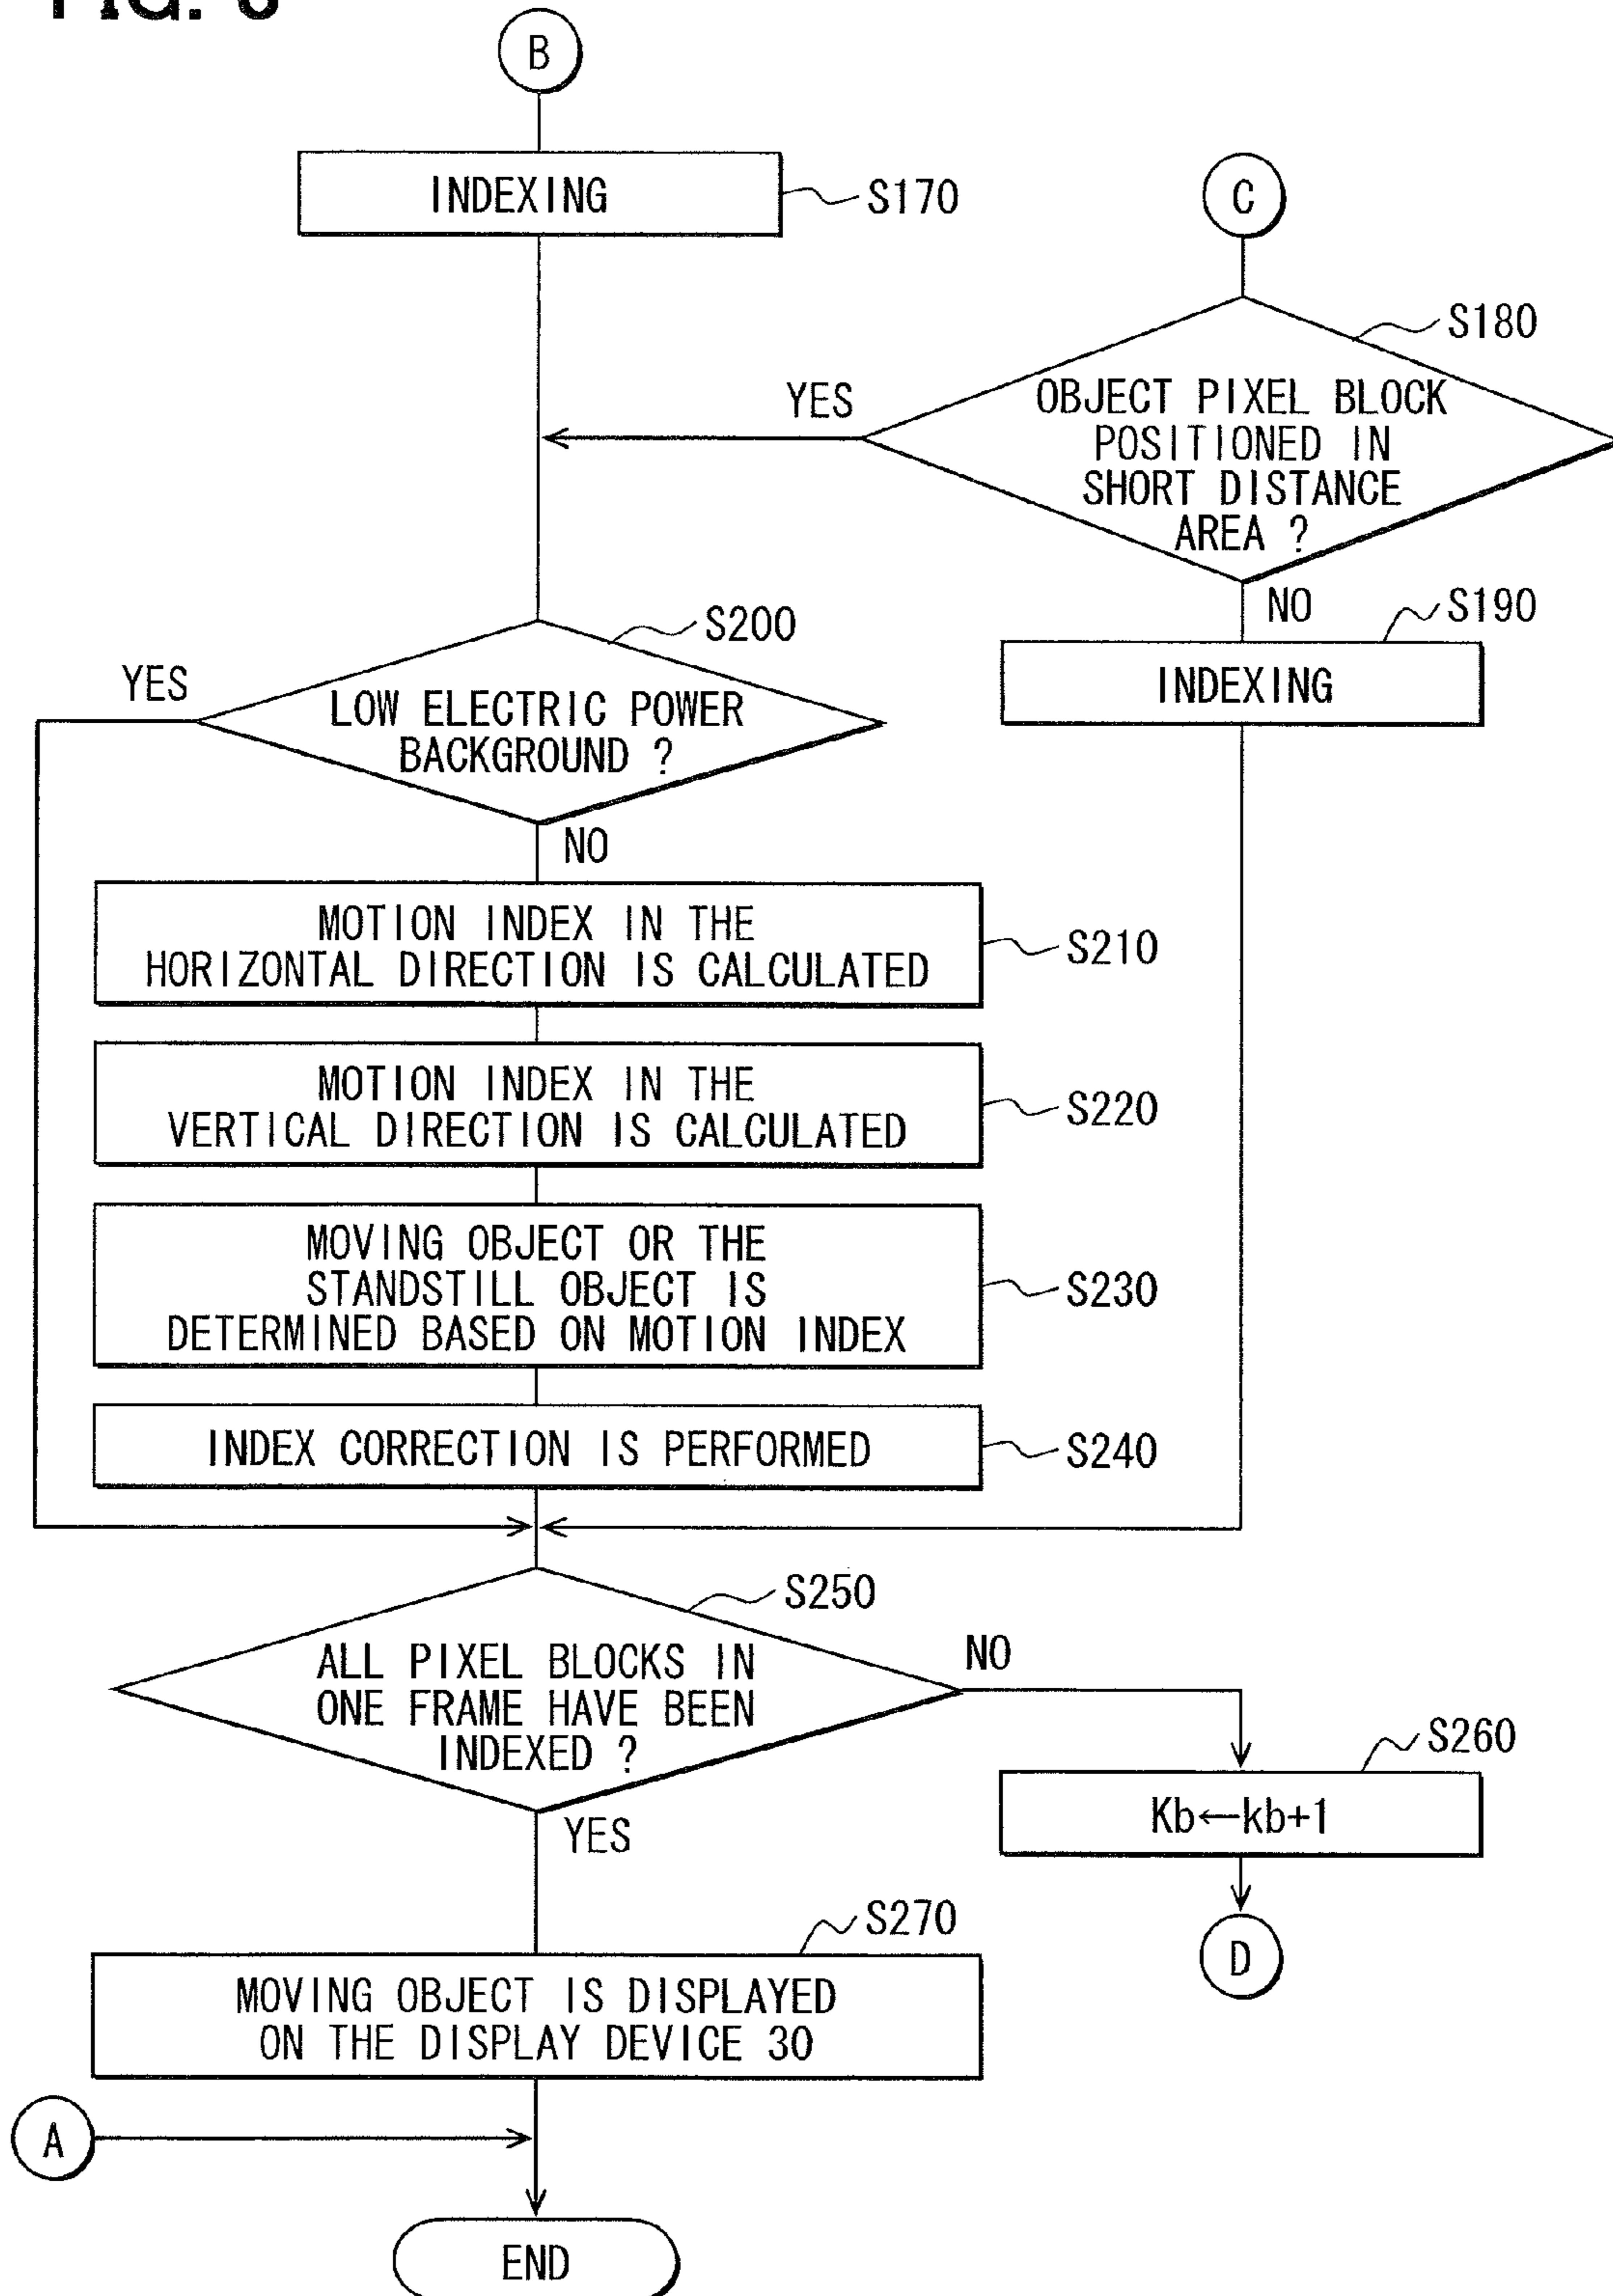 FIG.
B
INDEXING
S170
C
S180
OBJECT PIXEL BLOCK
POSITIONED IN
SHORT DISTANCE
AREA ?
YES
NO
S190
INDEXING
S200
YES
LOW ELECTRIC POWER
BACKGROUND ?
NO
MOTION INDEX IN THE
HORIZONTAL DIRECTION IS CALCULATED
S210
MOTION INDEX IN THE
VERTICAL DIRECTION IS CALCULATED
S220
MOVING OBJECT OR THE
STANDSTILL OBJECT IS
DETERMINED BASED ON MOTION INDEX
S230
INDEX CORRECTION IS PERFORMED
S240
S250
ALL PIXEL BLOCKS IN
ONE FRAME HAVE BEEN
INDEXED ?
NO
S260
Kb←kb+1
YES
D
S270
MOVING OBJECT IS DISPLAYED
ON THE DISPLAY DEVICE 30
A
END